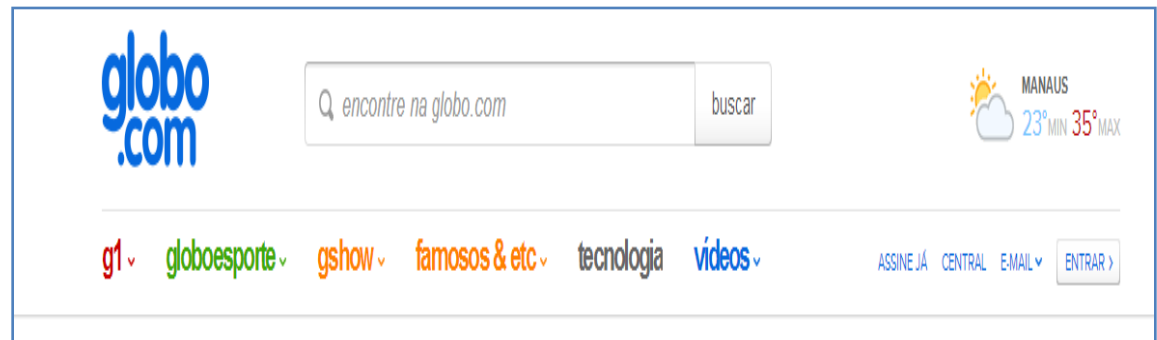 globo
.com
encontre na globo.com
buscar
MANAUS
23° MIN 35° MAX
g1 globoesporte gshow famosos & etc tecnologia vídeos
ASSINE JÁ CENTRAL E-MAIL ENTRAR ›